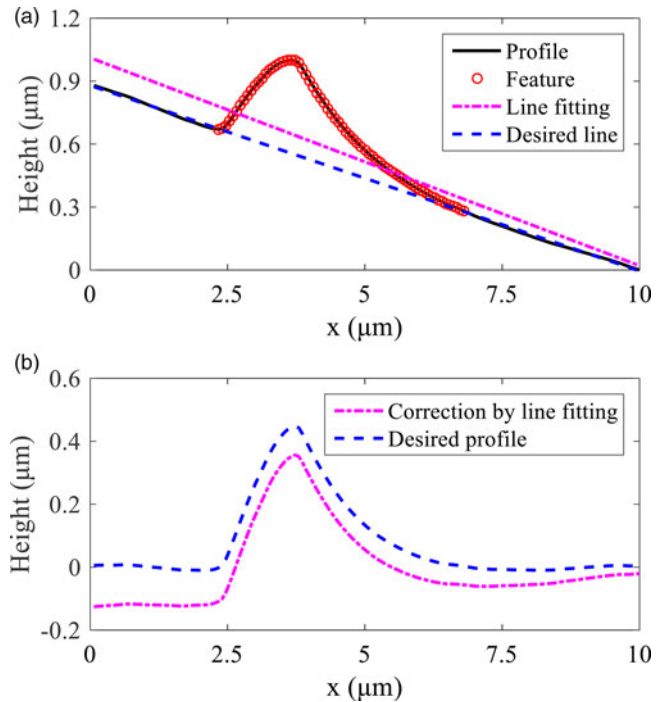 (a)
1.2
0.9
0.6
0.3
0
Height (μm)
Profile
Feature
Line fitting
Desired line
0 2.5 5 7.5 10
x (μm)
(b)
0.6
0.4
0.2
0
-0.2
Height (μm)
Correction by line fitting
Desired profile
0 2.5 5 7.5 10
x (μm)